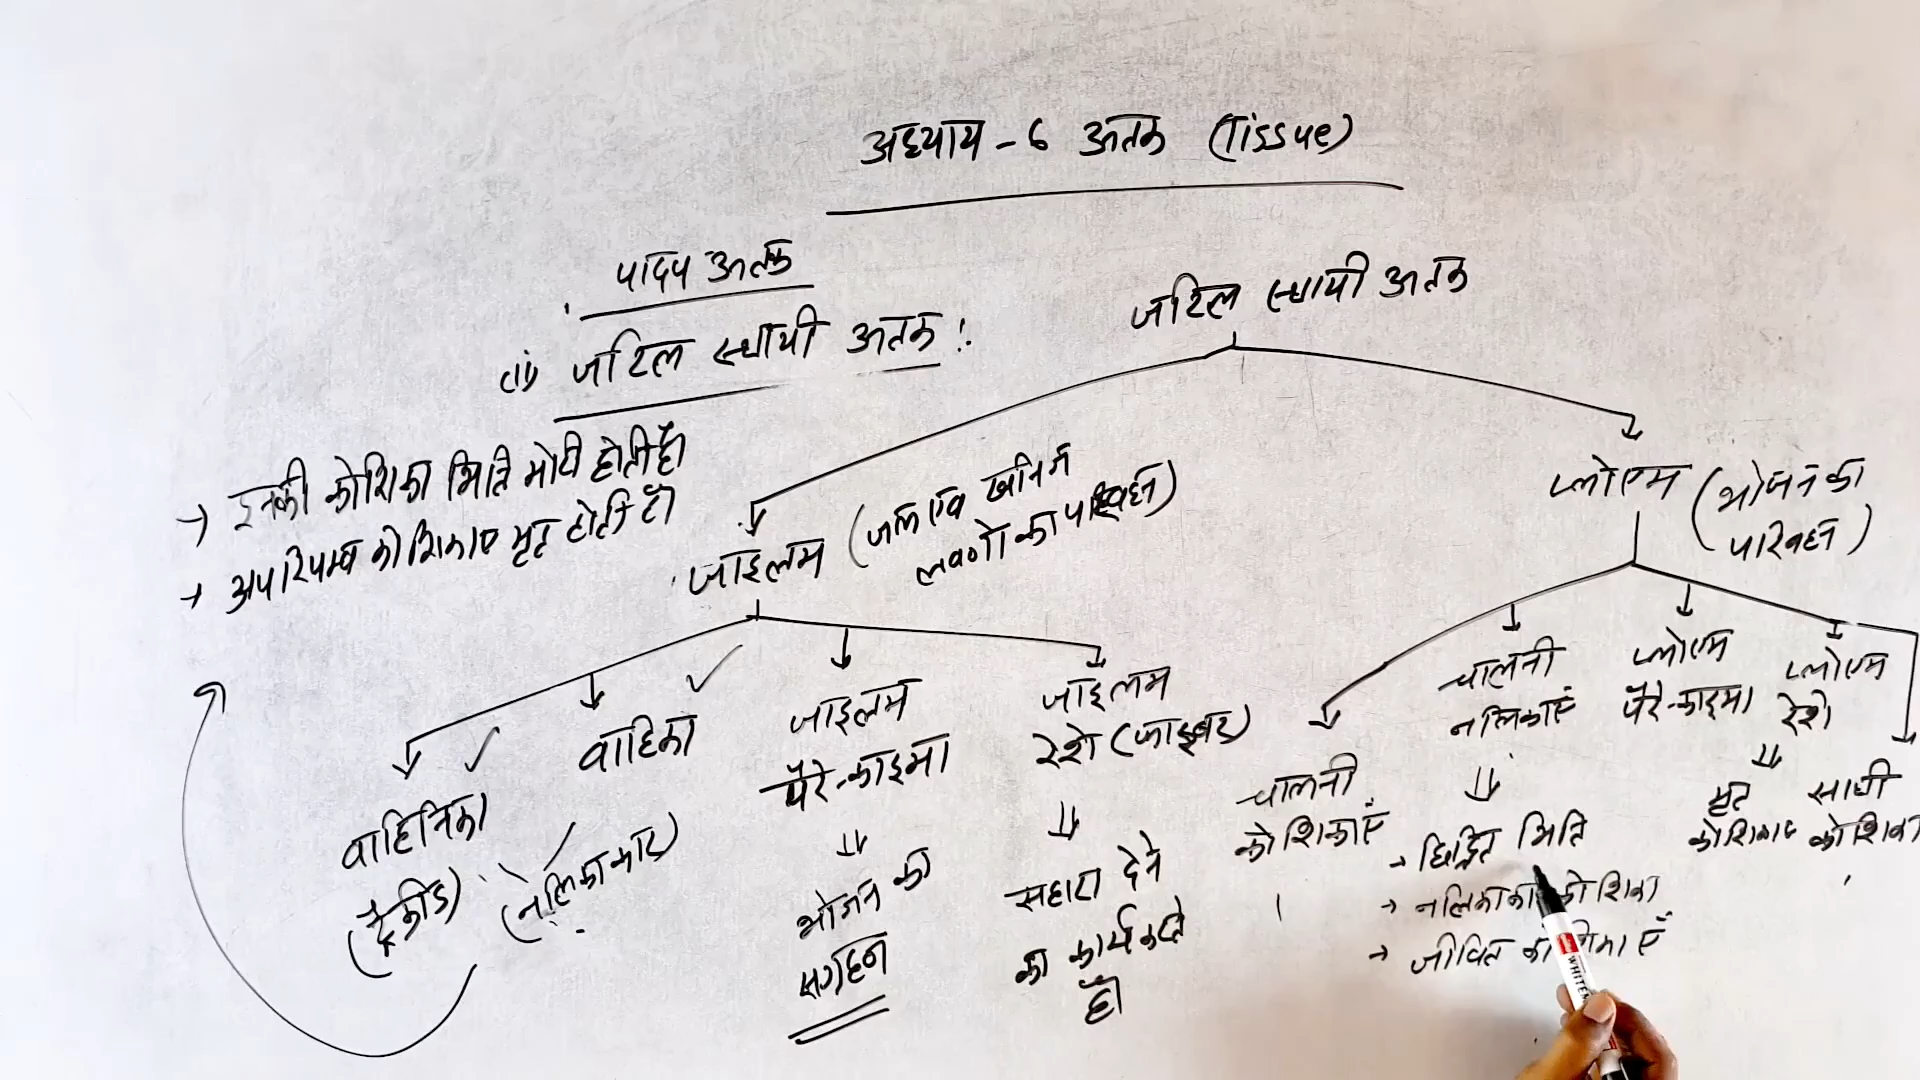 अध्याय - 6 ऊतक (Tissue)
पादप ऊतक
(ii) जटिल स्थायी ऊतक :
→ इनकी कोशिका भित्ति मोटी होती है।
→ अपरिपक्व कोशिकाए मृत होती है।
जटिल स्थायी ऊतक
जाइलम (जल एवं खनिज
लवणों का परिवहन)
वाहिनिका
(ट्रैकीड)
वाहिका
(नलिकाकार)
जाइलम
पैरेन्काइमा
भोजन का
संग्रहन
जाइलम
रेशे (फाइबर)
सहारा देने
का कार्य करते
हैं।
फ्लोएम (भोजन का
परिवहन)
चालनी
कोशिकाएँ
चालनी
नलिकाएँ
→ छिद्रित भित्ति
→ कोशिका
→ जीवित
फ्लोएम
पैरेन्काइमा
फ्लोएम
रेशे
मृत
कोशिकाए
साथी
कोशिका
WHITE